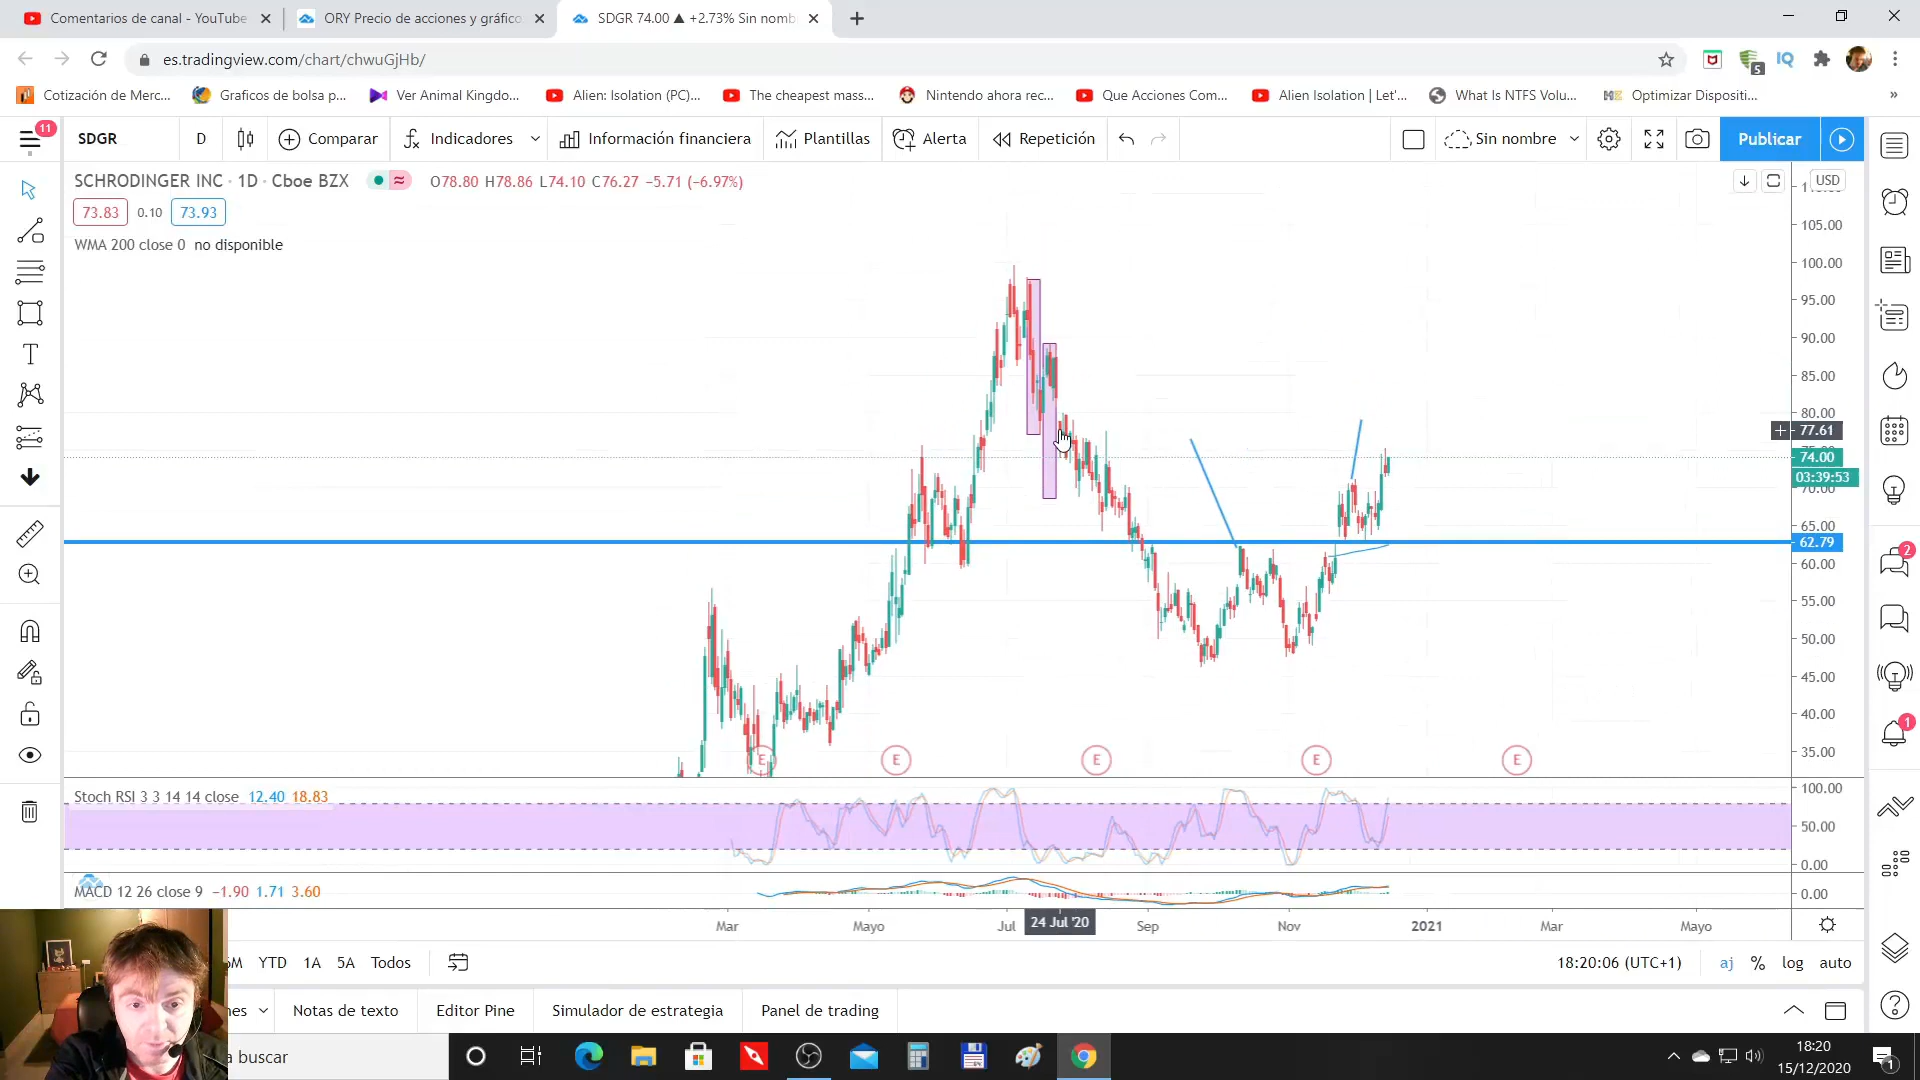 Comentarios de canal - YouTube
ORY Precio de acciones y gráfico
SDGR 74.00 ▲ +2.73% Sin nomb
es.tradingview.com/chart/chwuGjHb/
5
IQ
Cotización de Merc...
Graficos de bolsa p...
Ver Animal Kingdo...
Alien: Isolation (PC)...
The cheapest mass...
Nintendo ahora rec...
Que Acciones Com...
Alien Isolation | Let'...
What Is NTFS Volu...
Optimizar Dispositi...
»
11
SDGR
D
Comparar
Indicadores
Información financiera
Plantillas
Alerta
Repetición
Sin nombre
Publicar
SCHRODINGER INC · 1D · Cboe BZX
O78.80 H78.86 L74.10 C76.27 −5.71 (−6.97%)
USD
73.83
0.10
73.93
WMA 200 close 0 no disponible
105.00
100.00
95.00
90.00
85.00
80.00
77.61
74.00
03:39:53
70.00
65.00
62.79
60.00
55.00
50.00
45.00
40.00
35.00
E
E
E
E
E
2
1
Stoch RSI 3 3 14 14 close 12.40 18.83
100.00
50.00
0.00
MACD 12 26 close 9 −1.90 1.71 3.60
0.00
Mar
Mayo
Jul
24 Jul '20
Sep
Nov
2021
Mar
Mayo
6M
YTD
1A
5A
Todos
18:20:06 (UTC+1)
aj
%
log
auto
nes
Notas de texto
Editor Pine
Simulador de estrategia
Panel de trading
a buscar
18:20
15/12/2020
1